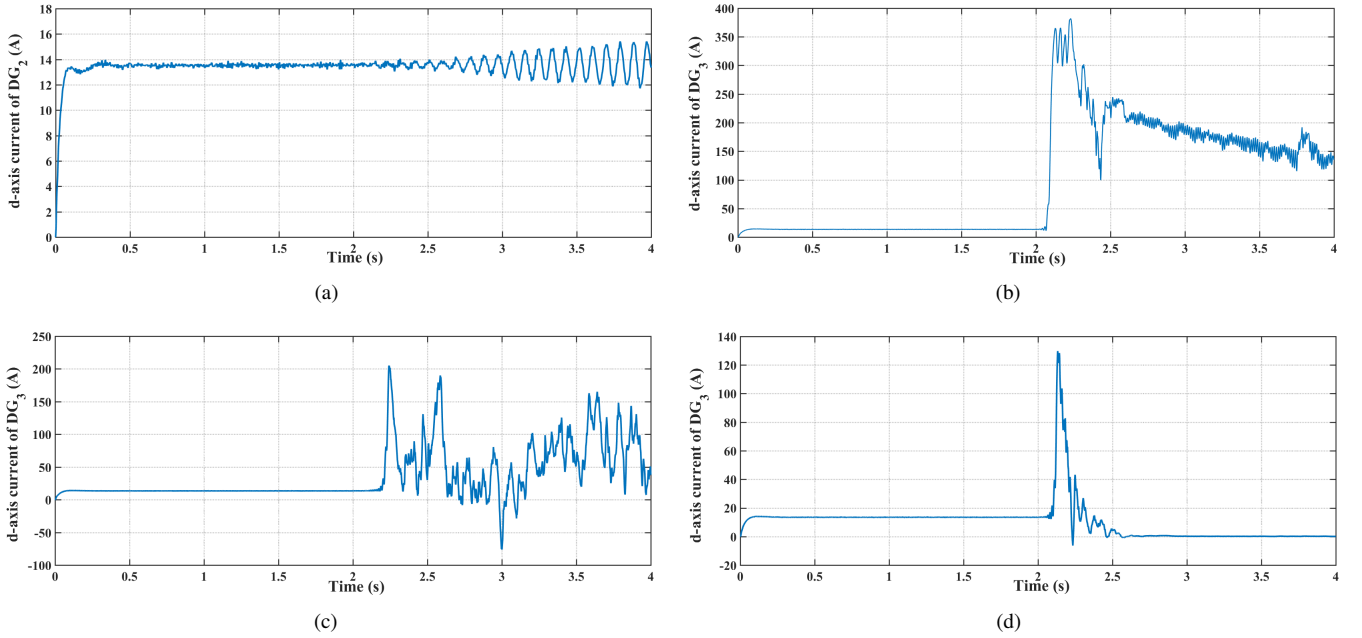 d-axis current of DG2 (A)
18
16
14
12
10
8
6
4
2
0
0 0.5 1 1.5 2 2.5 3 3.5 4
Time (s)
(a)
d-axis current of DG3 (A)
400
350
300
250
200
150
100
50
0
0 0.5 1 1.5 2 2.5 3 3.5 4
Time (s)
(b)
d-axis current of DG3 (A)
250
200
150
100
50
0
-50
-100
0 0.5 1 1.5 2 2.5 3 3.5 4
Time (s)
(c)
d-axis current of DG3 (A)
140
120
100
80
60
40
20
0
-20
0 0.5 1 1.5 2 2.5 3 3.5 4
Time (s)
(d)